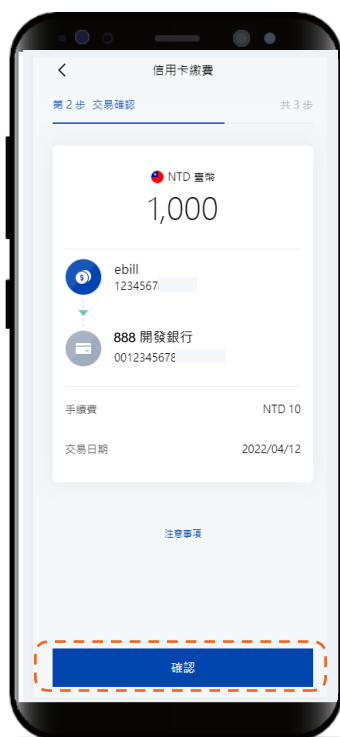 信用卡繳費
第 2 步 交易確認
共 3 步
NTD 臺幣
1,000
ebill
1234567
888 開發銀行
0012345678
手續費
NTD 10
交易日期
2022/04/12
注意事項
確認